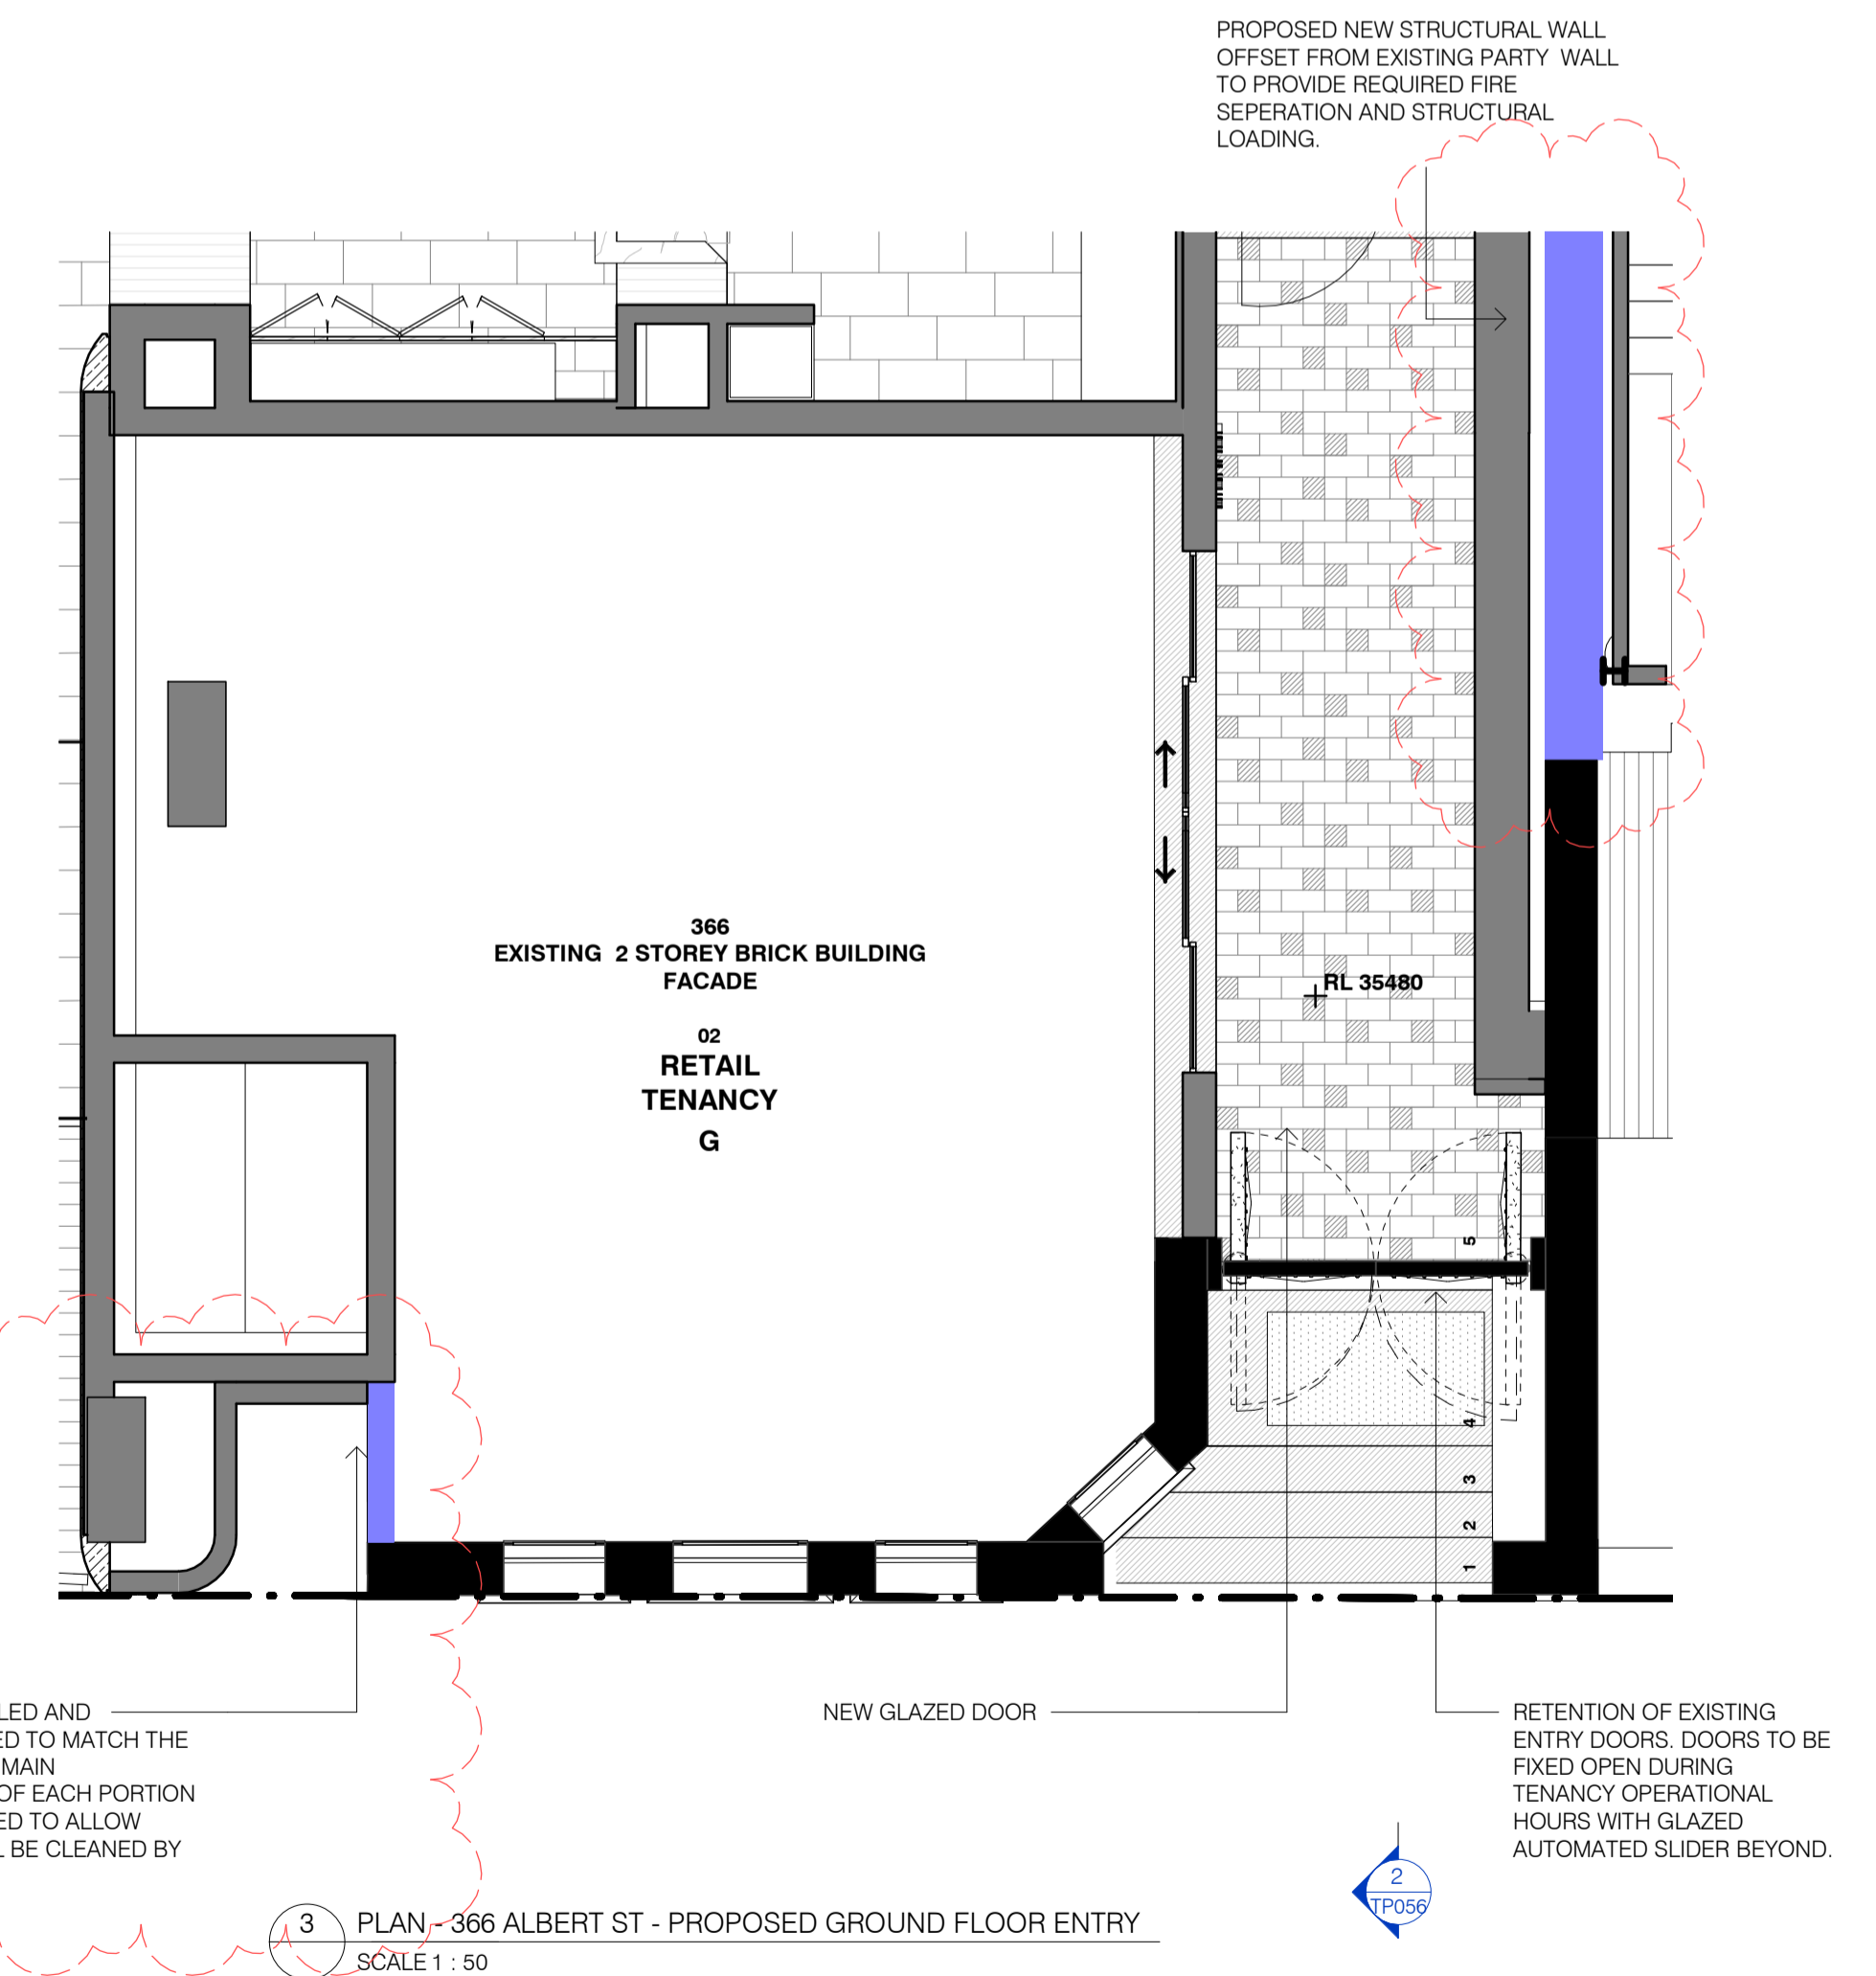 PROPOSED NEW STRUCTURAL WALL
OFFSET FROM EXISTING PARTY WALL
TO PROVIDE REQUIRED FIRE
SEPERATION AND STRUCTURAL
LOADING.
366
EXISTING 2 STOREY BRICK BUILDING
FACADE
02
RETAIL
TENANCY
G
RL 35480
5
4
3
2
1
LED AND
ED TO MATCH THE
MAIN
OF EACH PORTION
ED TO ALLOW
L BE CLEANED BY
NEW GLAZED DOOR
RETENTION OF EXISTING
ENTRY DOORS. DOORS TO BE
FIXED OPEN DURING
TENANCY OPERATIONAL
HOURS WITH GLAZED
AUTOMATED SLIDER BEYOND.
2
TP056
3
PLAN - 366 ALBERT ST - PROPOSED GROUND FLOOR ENTRY
SCALE 1 : 50